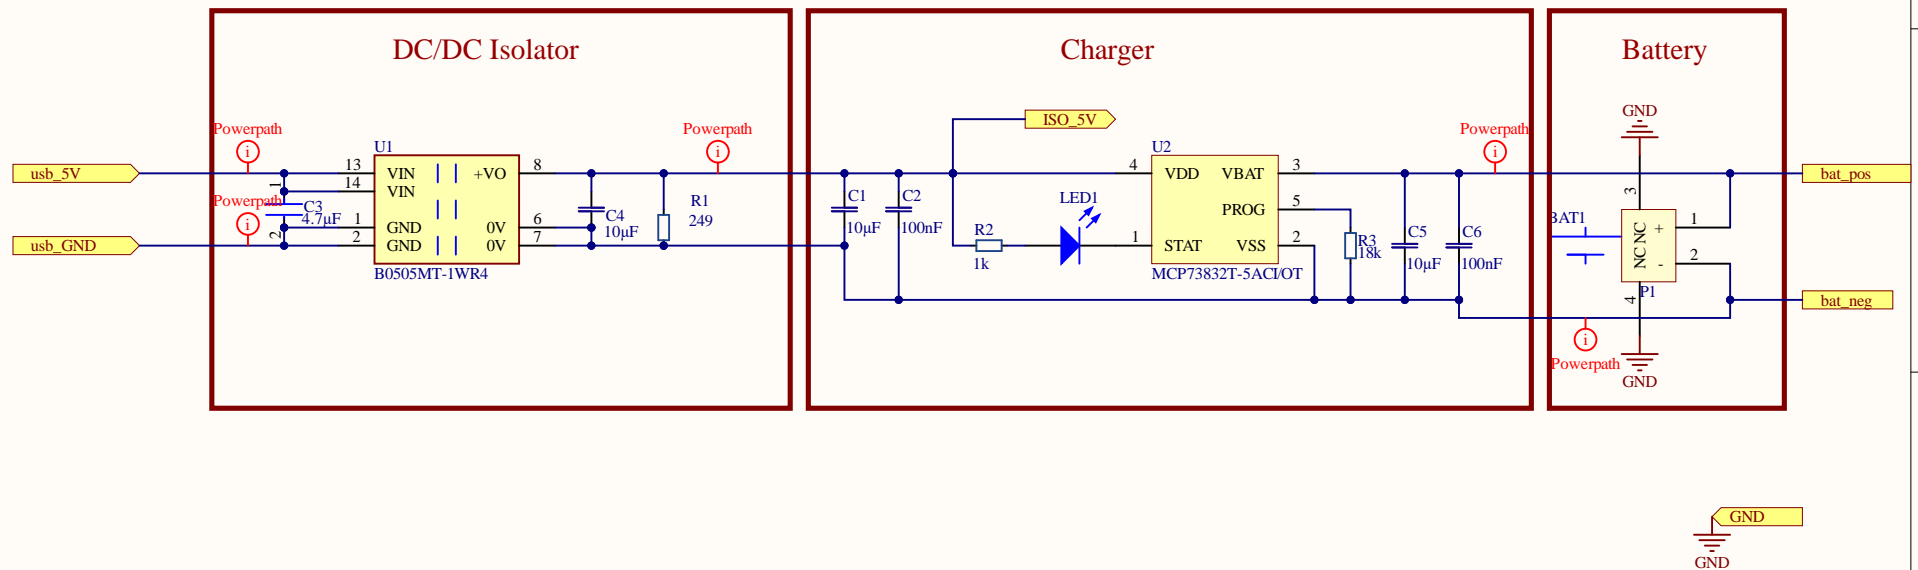 DC/DC Isolator
Charger
Battery
Powerpath
i
usb_5V
Powerpath
i
usb_GND
1
C3
4.7µF
2
U1
13
VIN
14
VIN
1
GND
2
GND
+VO
8
0V
6
0V
7
B0505MT-1WR4
C4
10µF
R1
249
Powerpath
i
C1
10µF
C2
100nF
ISO_5V
R2
1k
LED1
U2
4
VDD
1
STAT
VBAT
3
PROG
5
VSS
2
MCP73832T-5ACI/OT
R3
18k
C5
10µF
C6
100nF
Powerpath
i
GND
3
BAT1
NC NC
+
-
1
2
4
P1
GND
i
Powerpath
bat_pos
bat_neg
GND
GND